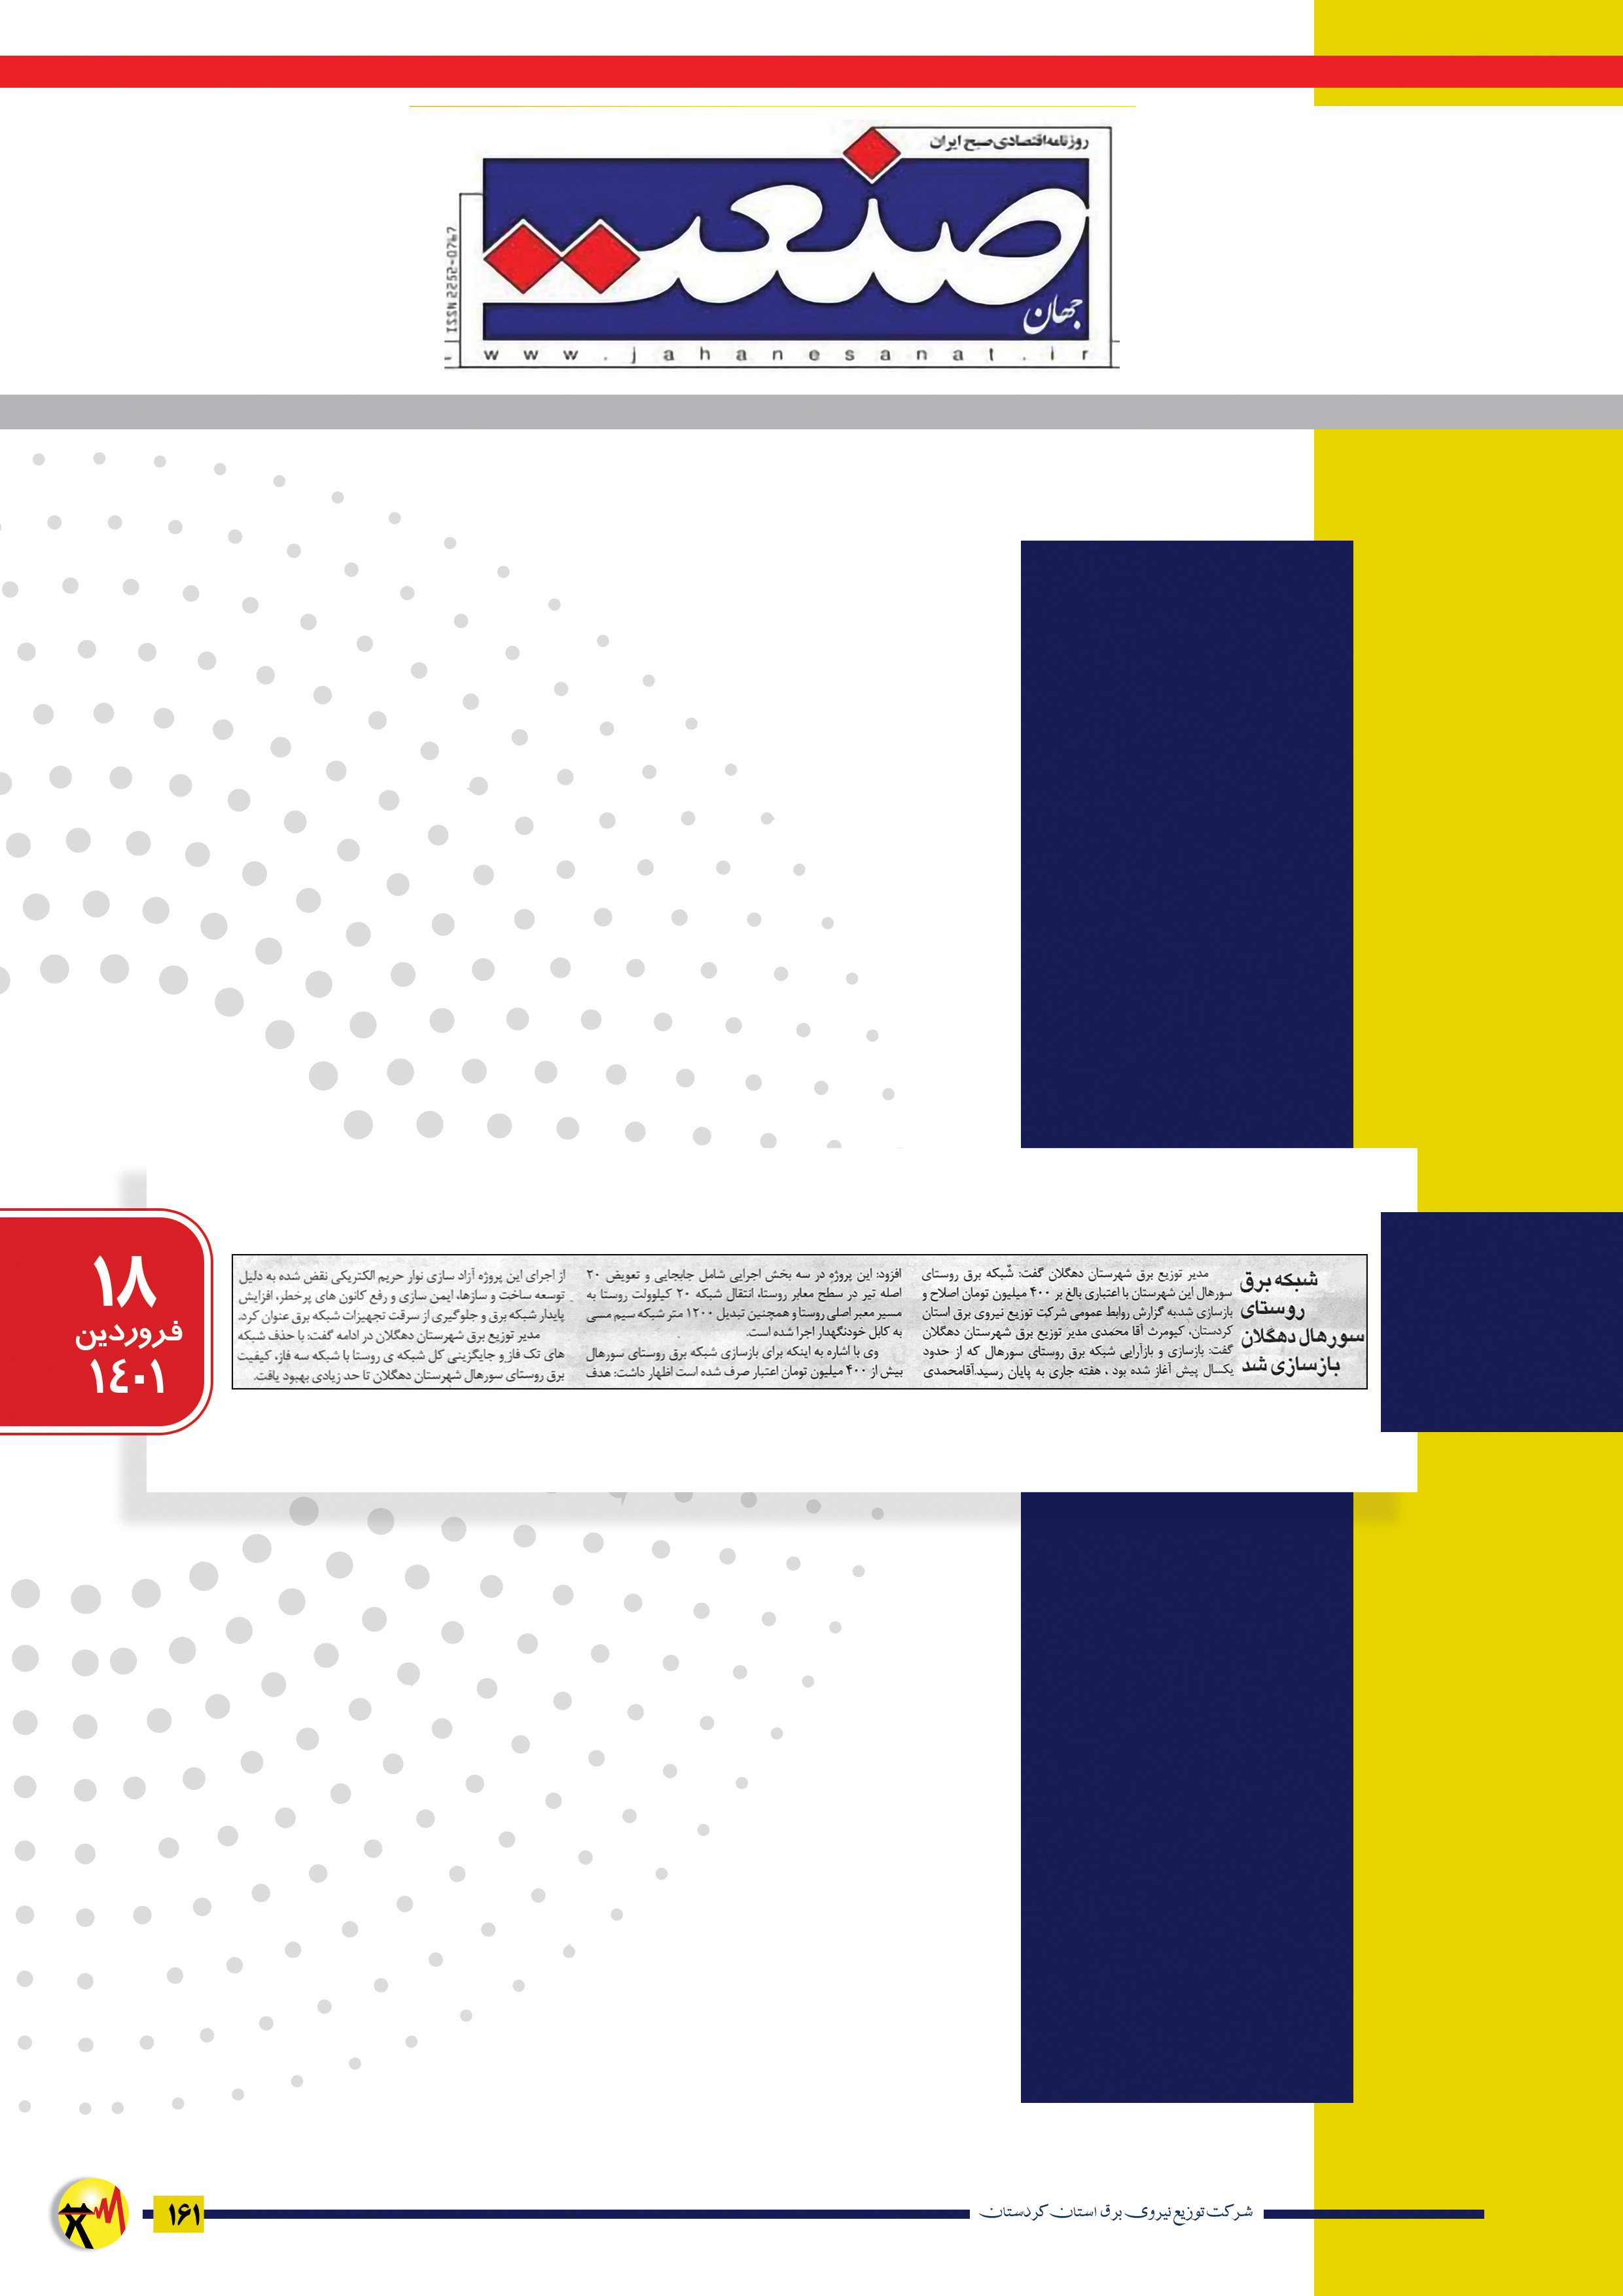 روزنامه اقتصادی صبح ایران
صنعت
جهان
ISSN 2252-0767
www.jahanesanat.ir
شبکه برق
روستای
سورهال دهگلان
بازسازی شد
مدیر توزیع برق شهرستان دهگلان گفت: شبکه برق روستای
سورهال این شهرستان با اعتباری بالغ بر ۴۰۰ میلیون تومان اصلاح و
بازسازی شد.به گزارش روابط عمومی شرکت توزیع نیروی برق استان
کردستان، کیومرث آقا محمدی مدیر توزیع برق شهرستان دهگلان
گفت: بازسازی و بازآرایی شبکه برق روستای سورهال که از حدود
یکسال پیش آغاز شده بود ، هفته جاری به پایان رسید.آقامحمدی
افزود: این پروژه در سه بخش اجرایی شامل جابجایی و تعویض ۲۰
اصله تیر در سطح معابر روستا، انتقال شبکه ۲۰ کیلوولت روستا به
مسیر معبر اصلی روستا و همچنین تبدیل ۱۲۰۰ متر شبکه سیم مسی
به کابل خودنگهدار اجرا شده است.
وی با اشاره به اینکه برای بازسازی شبکه برق روستای سورهال
بیش از ۴۰۰ میلیون تومان اعتبار صرف شده است اظهار داشت: هدف
از اجرای این پروژه آزاد سازی نوار حریم الکتریکی نقض شده به دلیل
توسعه ساخت و سازها، ایمن سازی و رفع کانون های پرخطر، افزایش
پایدار شبکه برق و جلوگیری از سرقت تجهیزات شبکه برق عنوان کرد.
مدیر توزیع برق شهرستان دهگلان در ادامه گفت: با حذف شبکه
های تک فاز و جایگزینی کل شبکه ی روستا با شبکه سه فاز، کیفیت
برق روستای سورهال شهرستان دهگلان تا حد زیادی بهبود یافت.
۱۸
فروردین
۱٤۰۱
شرکت توزیع نیروی برق استان کردستان
۱۶۱